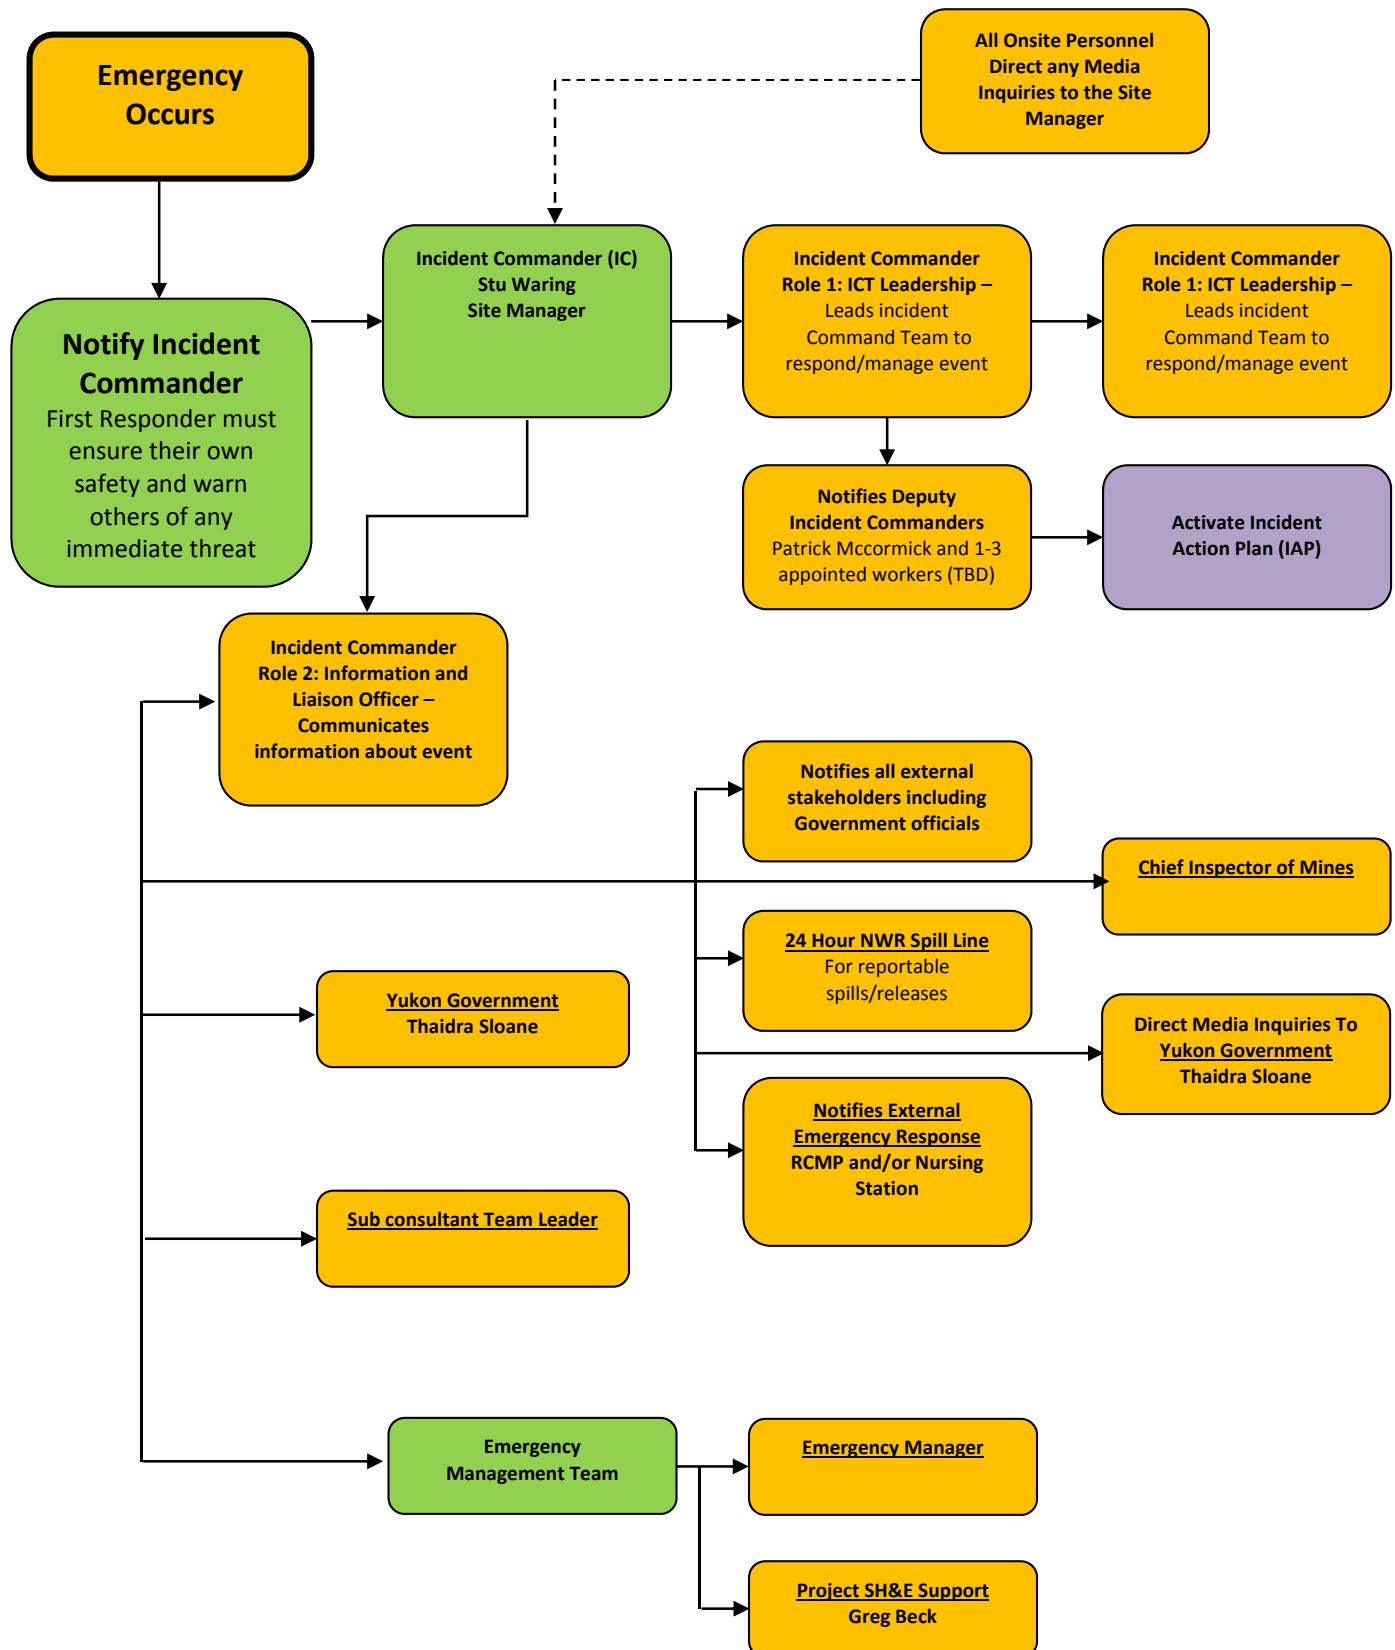 Emergency
Occurs
All Onsite Personnel
Direct any Media
Inquiries to the Site
Manager
Notify Incident
Commander
First Responder must
ensure their own
safety and warn
others of any
immediate threat
Incident Commander (IC)
Stu Waring
Site Manager
Incident Commander
Role 1: ICT Leadership –
Leads incident
Command Team to
respond/manage event
Incident Commander
Role 1: ICT Leadership –
Leads incident
Command Team to
respond/manage event
Notifies Deputy
Incident Commanders
Patrick Mccormick and 1-3
appointed workers (TBD)
Activate Incident
Action Plan (IAP)
Incident Commander
Role 2: Information and
Liaison Officer –
Communicates
information about event
Notifies all external
stakeholders including
Government officials
Chief Inspector of Mines
24 Hour NWR Spill Line
For reportable
spills/releases
Yukon Government
Thaidra Sloane
Direct Media Inquiries To
Yukon Government
Thaidra Sloane
Notifies External
Emergency Response
RCMP and/or Nursing
Station
Sub consultant Team Leader
Emergency
Management Team
Emergency Manager
Project SH&E Support
Greg Beck